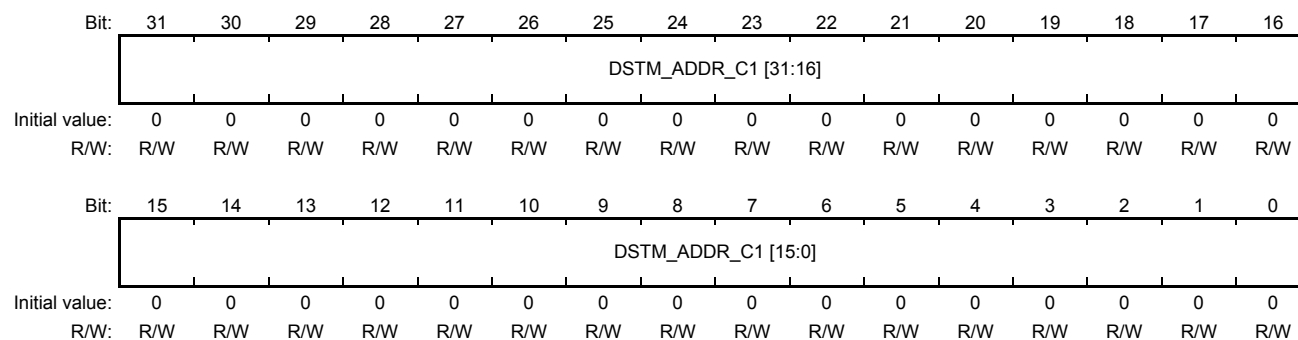 Bit: 31 30 29 28 27 26 25 24 23 22 21 20 19 18 17 16
DSTM_ADDR_C1 [31:16]
Initial value: 0 0 0 0 0 0 0 0 0 0 0 0 0 0 0 0
R/W: R/W R/W R/W R/W R/W R/W R/W R/W R/W R/W R/W R/W R/W R/W R/W R/W
Bit: 15 14 13 12 11 10 9 8 7 6 5 4 3 2 1 0
DSTM_ADDR_C1 [15:0]
Initial value: 0 0 0 0 0 0 0 0 0 0 0 0 0 0 0 0
R/W: R/W R/W R/W R/W R/W R/W R/W R/W R/W R/W R/W R/W R/W R/W R/W R/W